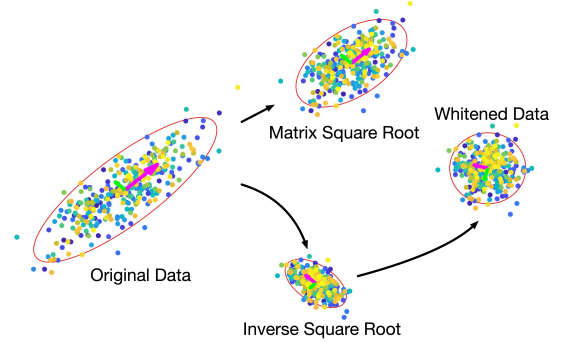 Matrix Square Root
Whitened Data
Original Data
Inverse Square Root